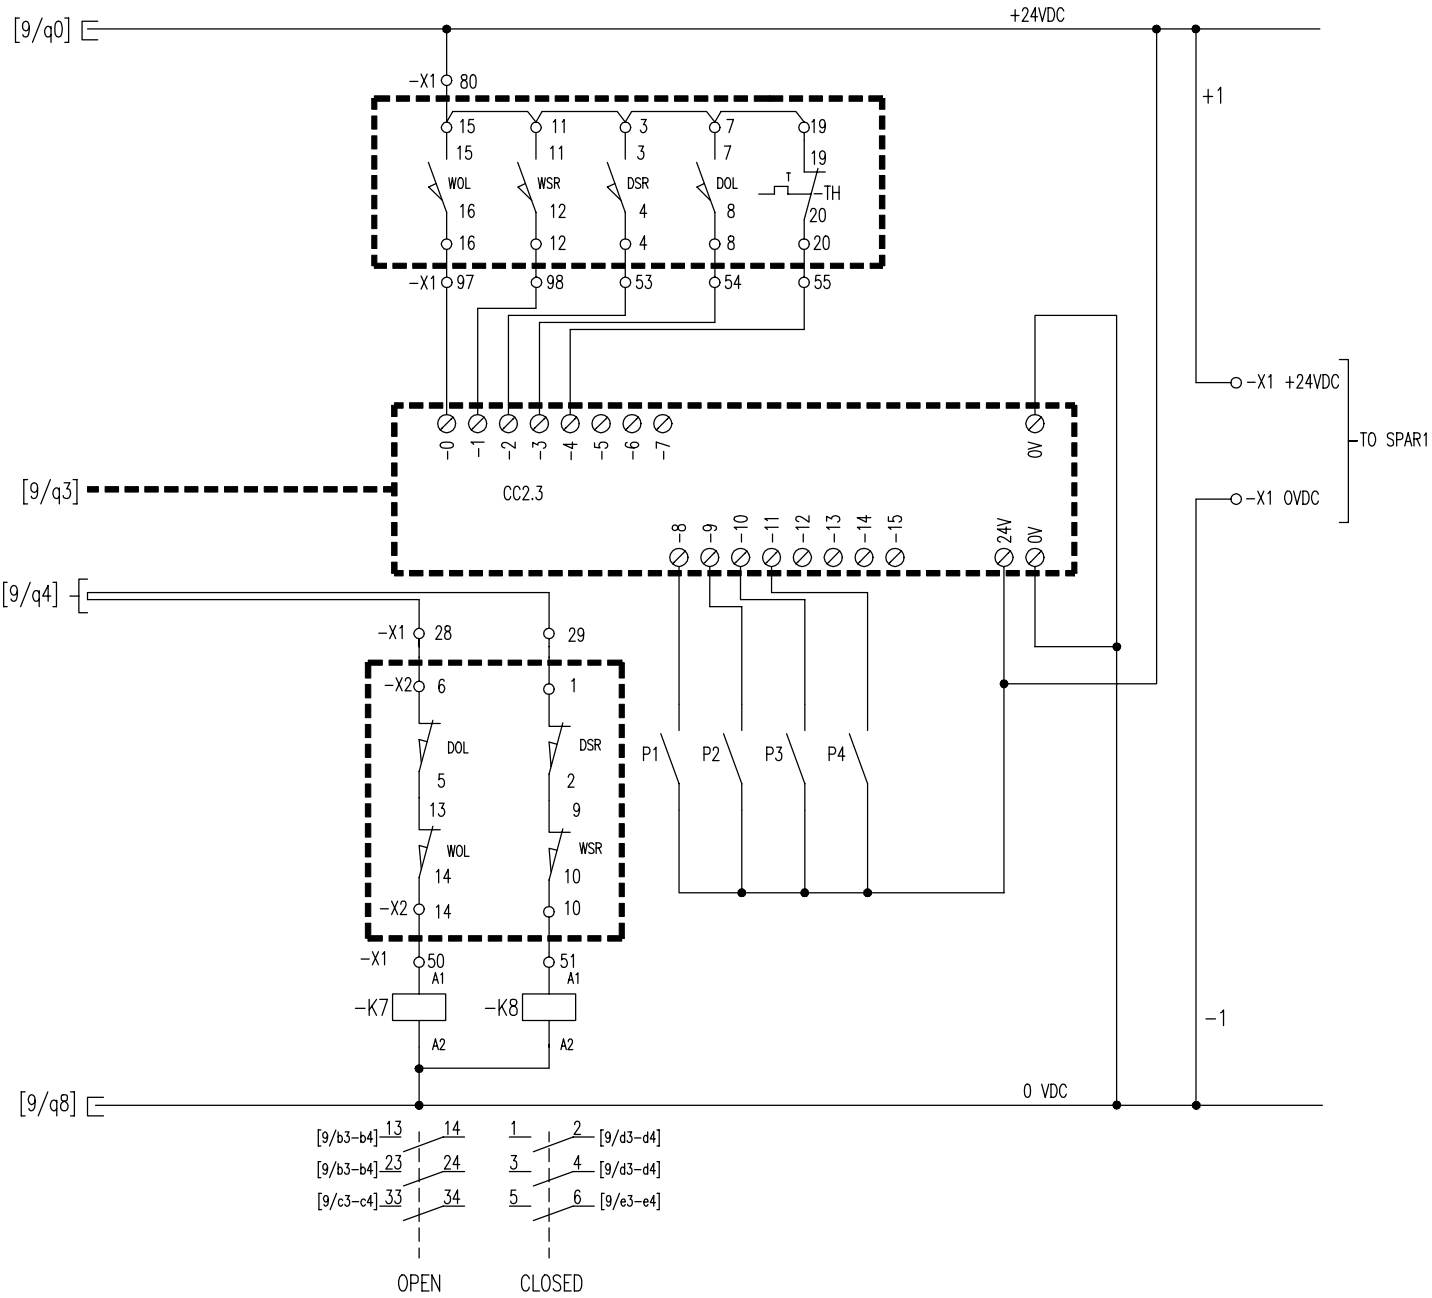 [9/q0]
+24VDC
-X1 80
+1
15 11 3 7 19
15 11 3 7 19
WOL WSR DSR DOL T -TH
16 12 4 8 20
16 12 4 8 20
-X1 97 98 53 54 55
-X1 +24VDC
TO SPAR1
-X1 0VDC
-0 -1 -2 -3 -4 -5 -6 -7 0V
[9/q3]
CC2.3
-8 -9 -10 -11 -12 -13 -14 -15 24V 0V
[9/q4]
-X1 28 29
-X2 6 1
DOL DSR
P1 P2 P3 P4
5 2
13 9
WOL WSR
14 10
-X2 14 10
-X1 50 51
A1 A1
-K7 -K8
A2 A2
-1
[9/q8]
0 VDC
[9/b3-b4] 13 14 1 2 [9/d3-d4]
[9/b3-b4] 23 24 3 4 [9/d3-d4]
[9/c3-c4] 33 34 5 6 [9/e3-e4]
OPEN CLOSED